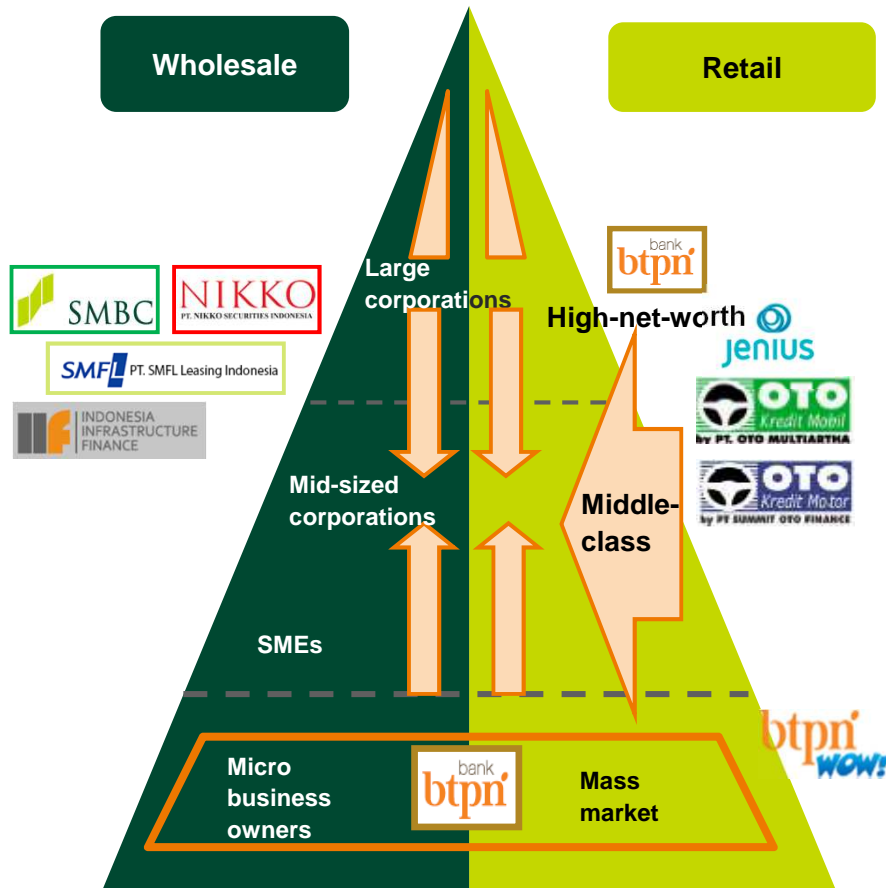 Wholesale
Retail
Large
corporations
bank
btpn
High-net-worth
SMBC
NIKKO
PT. NIKKO SECURITIES INDONESIA
Jenius
SMFL PT. SMFL Leasing Indonesia
OTO
Kredit Mobil
by PT. OTO MULTIARTHA
IIF INDONESIA
INFRASTRUCTURE
FINANCE
Mid-sized
corporations
Middle-
class
OTO
Kredit Motor
by PT SUMMIT OTO FINANCE
SMEs
btpn
WOW!
Micro
business
owners
bank
btpn
Mass
market